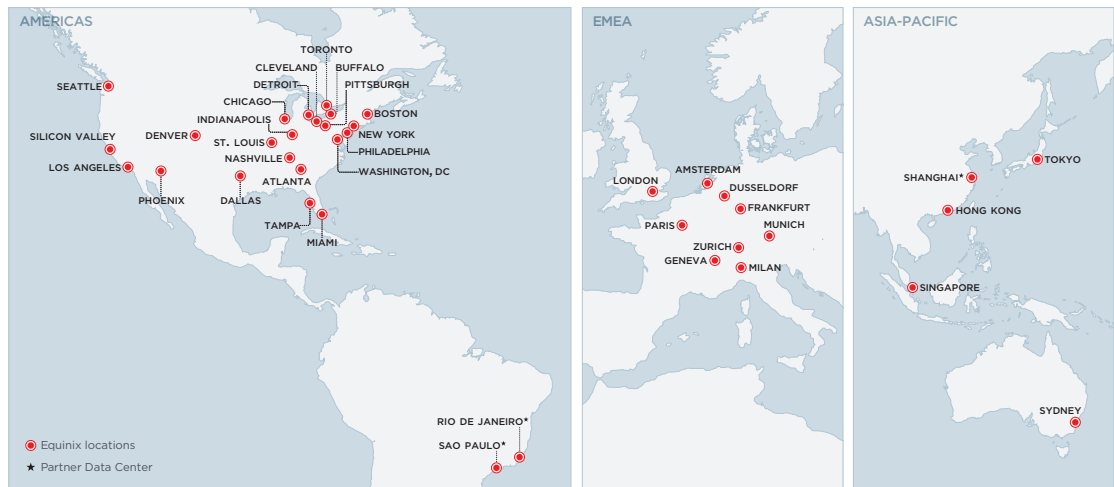 AMERICAS
TORONTO
CLEVELAND
BUFFALO
DETROIT
PITTSBURGH
SEATTLE
CHICAGO
BOSTON
INDIANAPOLIS
SILICON VALLEY
DENVER
NEW YORK
ST. LOUIS
PHILADELPHIA
NASHVILLE
LOS ANGELES
WASHINGTON, DC
ATLANTA
PHOENIX
DALLAS
TAMPA
MIAMI
RIO DE JANEIRO★
SAO PAULO★
Equinix locations
★ Partner Data Center
EMEA
AMSTERDAM
LONDON
DUSSELDORF
FRANKFURT
PARIS
MUNICH
ZURICH
GENEVA
MILAN
ASIA-PACIFIC
TOKYO
SHANGHAI★
HONG KONG
SINGAPORE
SYDNEY